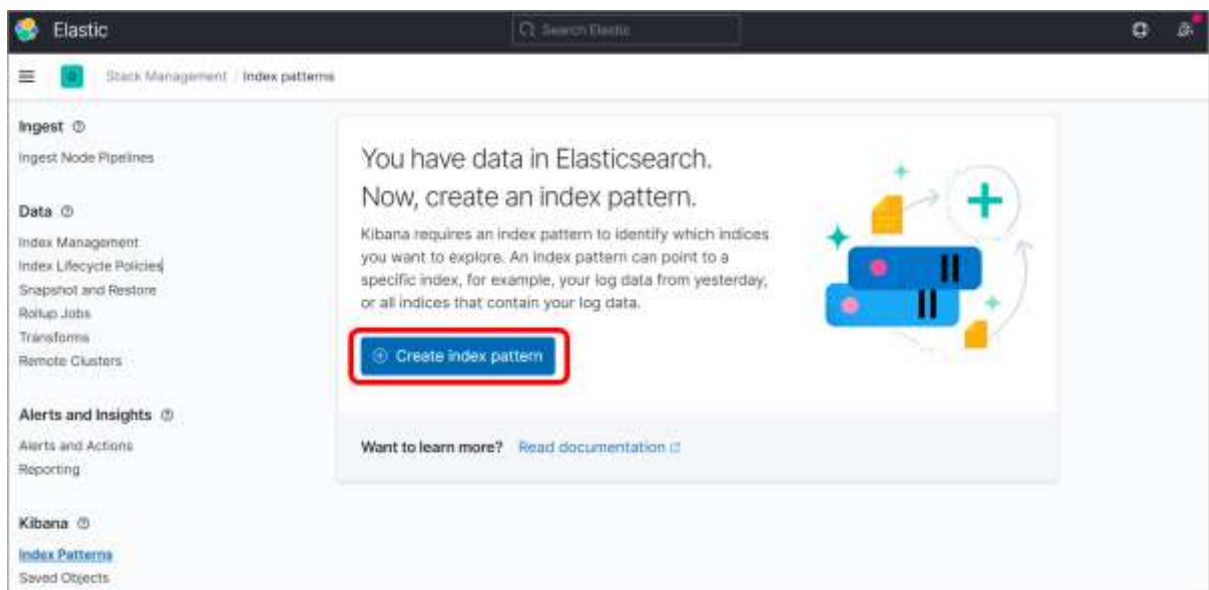 Elastic
Search Elastic
Stack Management / Index patterns
Ingest
Ingest Node Pipelines
Data
Index Management
Index Lifecycle Policies
Snapshot and Restore
Rollup Jobs
Transforms
Remote Clusters
Alerts and Insights
Alerts and Actions
Reporting
Kibana
Index Patterns
Saved Objects
You have data in Elasticsearch.
Now, create an index pattern.
Kibana requires an index pattern to identify which indices
you want to explore. An index pattern can point to a
specific index, for example, your log data from yesterday,
or all indices that contain your log data.
Create index pattern
Want to learn more? Read documentation